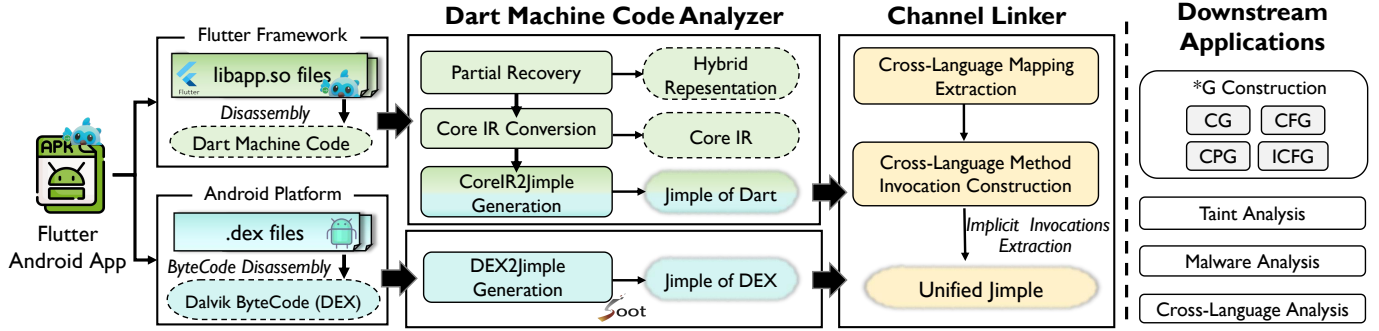 APK
Flutter
Android App
Flutter Framework
libapp.so files
Flutter
Disassembly
Dart Machine Code
Android Platform
.dex files
ByteCode Disassembly
Dalvik ByteCode (DEX)
Dart Machine Code Analyzer
Partial Recovery
Hybrid
Repesentation
Core IR Conversion
Core IR
CoreIR2Jimple
Generation
Jimple of Dart
DEX2Jimple
Generation
Soot
Jimple of DEX
Channel Linker
Cross-Language Mapping
Extraction
Cross-Language Method
Invocation Construction
Implicit Invocations
Extraction
Unified Jimple
Downstream
Applications
*G Construction
CG
CFG
CPG
ICFG
Taint Analysis
Malware Analysis
Cross-Language Analysis